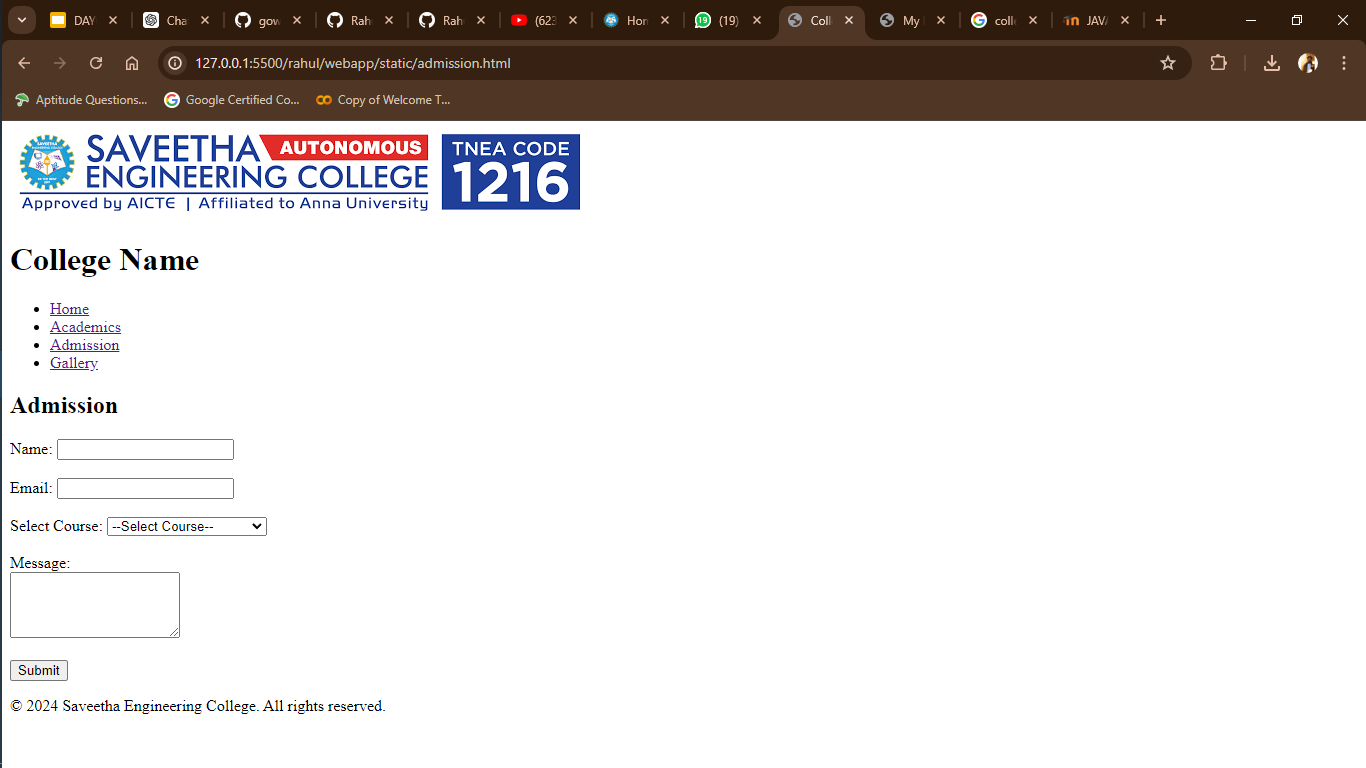 DAY
Cha
gow
Rah
Rah
(623
Hom
19
(19)
Coll
My
colle
JAVA
127.0.0.1:5500/rahul/webapp/static/admission.html
Aptitude Questions...
Google Certified Co...
Copy of Welcome T...
SAVEETHA AUTONOMOUS
ENGINEERING COLLEGE
Approved by AICTE | Affiliated to Anna University
TNEA CODE
1216
College Name
Home
Academics
Admission
Gallery
Admission
Name:
Email:
Select Course: --Select Course--
Message:
Submit
© 2024 Saveetha Engineering College. All rights reserved.